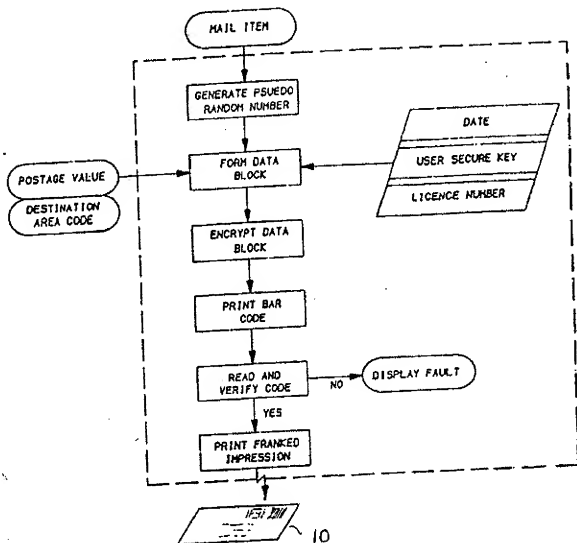 MAIL ITEM
GENERATE PSUEDO
RANDOM NUMBER
DATE
USER SECURE KEY
LICENCE NUMBER
FORM DATA
BLOCK
POSTAGE VALUE
DESTINATION
AREA CODE
ENCRYPT DATA
BLOCK
PRINT BAR
CODE
READ AND
VERIFY CODE
NO
DISPLAY FAULT
YES
PRINT FRANKED
IMPRESSION
10